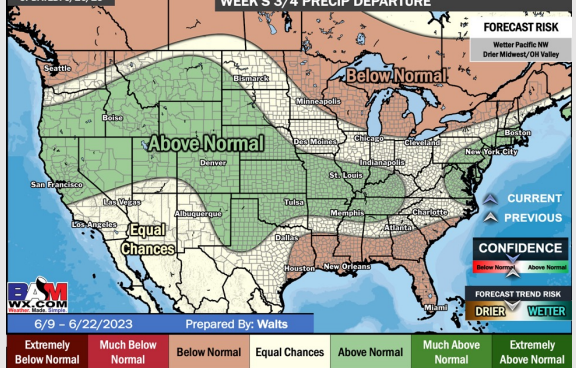 WEEK'S 3/4 PRECIP DEPARTURE
FORECAST RISK
Wetter Pacific NW
Drier Midwest/OH Valley
Seattle
Bismarck
Below Normal
Minneapolis
Boise
Above Normal
Des Moines
Chicago
Cleveland
Boston
New York City
Denver
Indianapolis
St. Louis
San Francisco
Las Vegas
Albuquerque
Tulsa
Memphis
Charlotte
CURRENT
PREVIOUS
Los Angeles
Equal
Chances
Dallas
Atlanta
CONFIDENCE
Below Normal
Above Normal
Houston
New Orleans
Miami
FORECAST TREND RISK
DRIER
WETTER
BAM
WX.COM
Weather. Made. Simple.
6/9 – 6/22/2023
Prepared By: Walts
Extremely
Below Normal
Much Below
Normal
Below Normal
Equal Chances
Above Normal
Much Above
Normal
Extremely
Above Normal